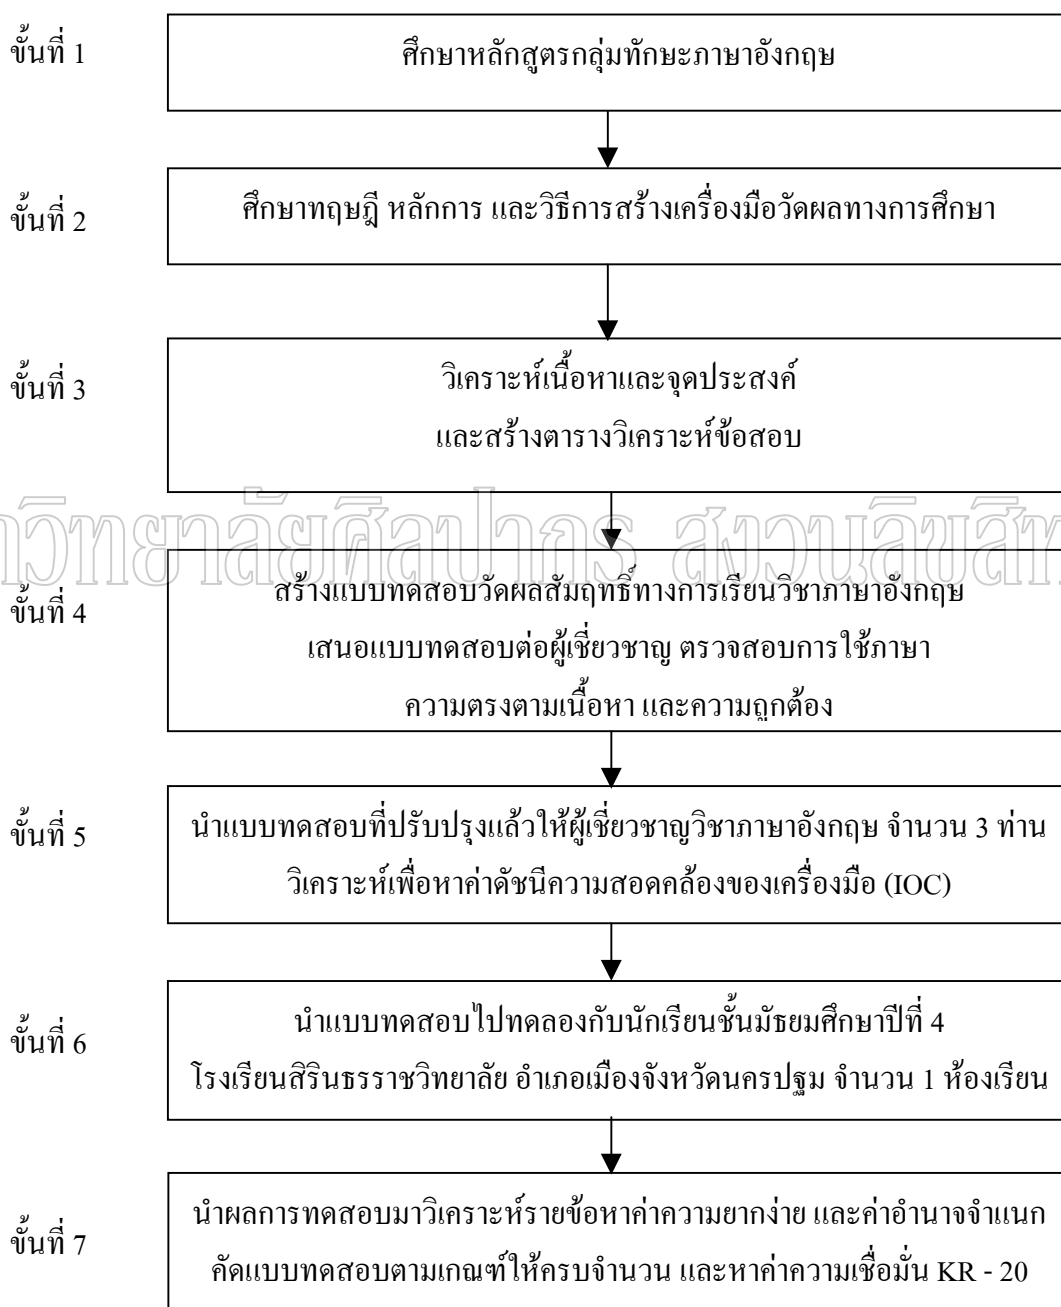 ขั้นที่ 1
ศึกษาหลักสูตรกลุ่มทักษะภาษาอังกฤษ
ขั้นที่ 2
ศึกษาทฤษฎี หลักการ และวิธีการสร้างเครื่องมือวัดผลทางการศึกษา
ขั้นที่ 3
วิเคราะห์เนื้อหาและจุดประสงค์
และสร้างตารางวิเคราะห์ข้อสอบ
าวิทยาลัยศิลปากร สงวนลิขสิท
ขั้นที่ 4
สร้างแบบทดสอบวัดผลสัมฤทธิ์ทางการเรียนวิชาภาษาอังกฤษ
เสนอแบบทดสอบต่อผู้เชี่ยวชาญ ตรวจสอบการใช้ภาษา
ความตรงตามเนื้อหา และความถูกต้อง
ขั้นที่ 5
นำแบบทดสอบที่ปรับปรุงแล้วให้ผู้เชี่ยวชาญวิชาภาษาอังกฤษ จำนวน 3 ท่าน
วิเคราะห์เพื่อหาค่าดัชนีความสอดคล้องของเครื่องมือ (IOC)
ขั้นที่ 6
นำแบบทดสอบไปทดลองกับนักเรียนชั้นมัธยมศึกษาปีที่ 4
โรงเรียนสิรินธรราชวิทยาลัย อำเภอเมืองจังหวัดนครปฐม จำนวน 1 ห้องเรียน
ขั้นที่ 7
นำผลการทดสอบมาวิเคราะห์รายข้อหาค่าความยากง่าย และค่าอำนาจจำแนก
คัดแบบทดสอบตามเกณฑ์ให้ครบจำนวน และหาค่าความเชื่อมั่น KR - 20